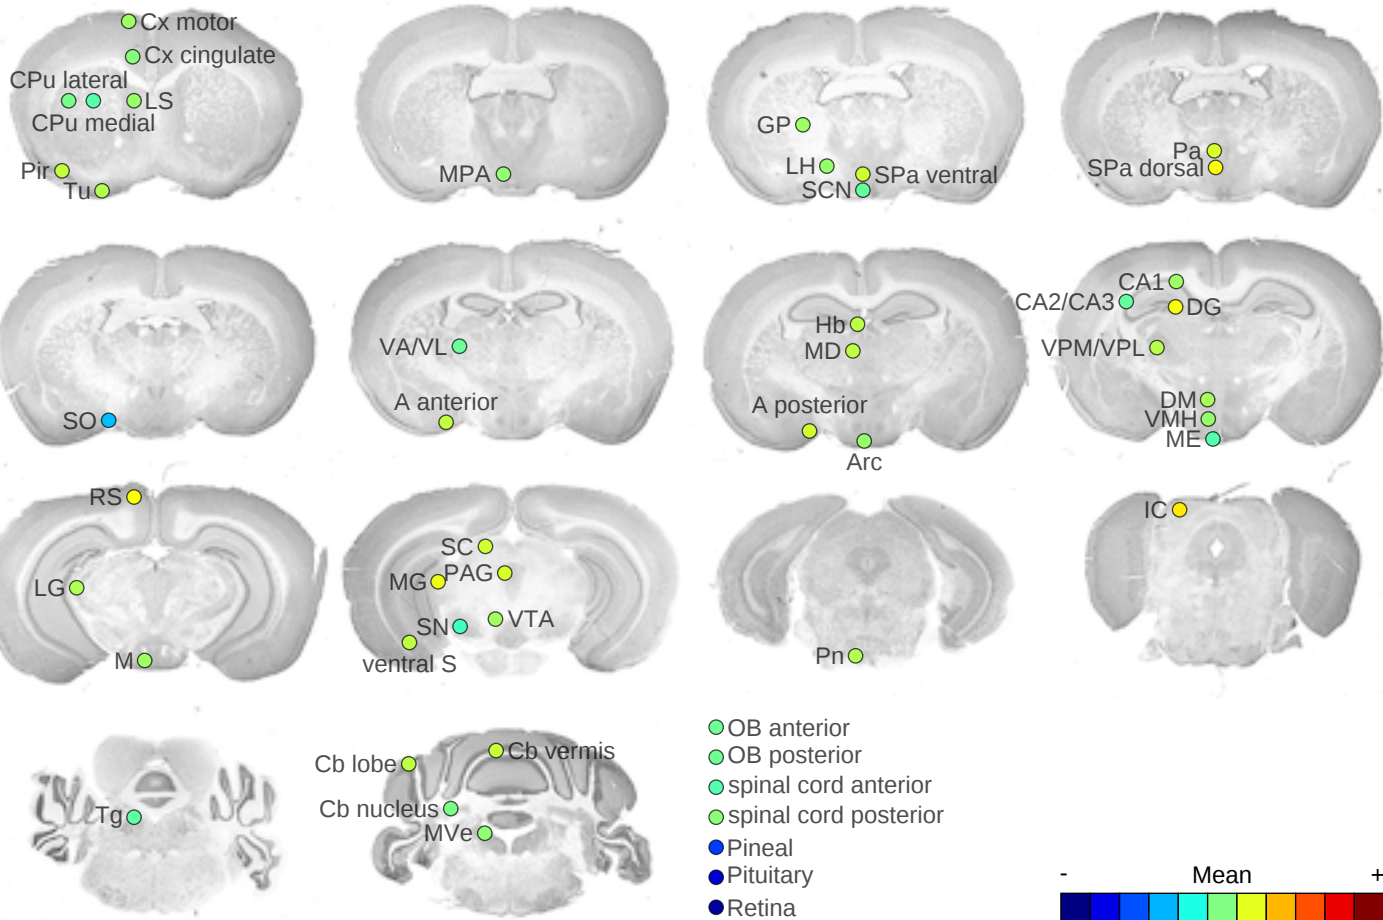 Cx motor
Cx cingulate
CPu lateral
LS
CPu medial
Pir
Tu
MPA
GP
LH
SPa ventral
SCN
Pa
SPa dorsal
SO
VA/VL
A anterior
Hb
MD
A posterior
Arc
CA1
CA2/CA3
DG
VPM/VPL
DM
VMH
ME
RS
LG
M
SC
MG
PAG
SN
VTA
ventral S
Pn
IC
Tg
Cb lobe
Cb vermis
Cb nucleus
MVe
OB anterior
OB posterior
spinal cord anterior
spinal cord posterior
Pineal
Pituitary
Retina
- Mean +